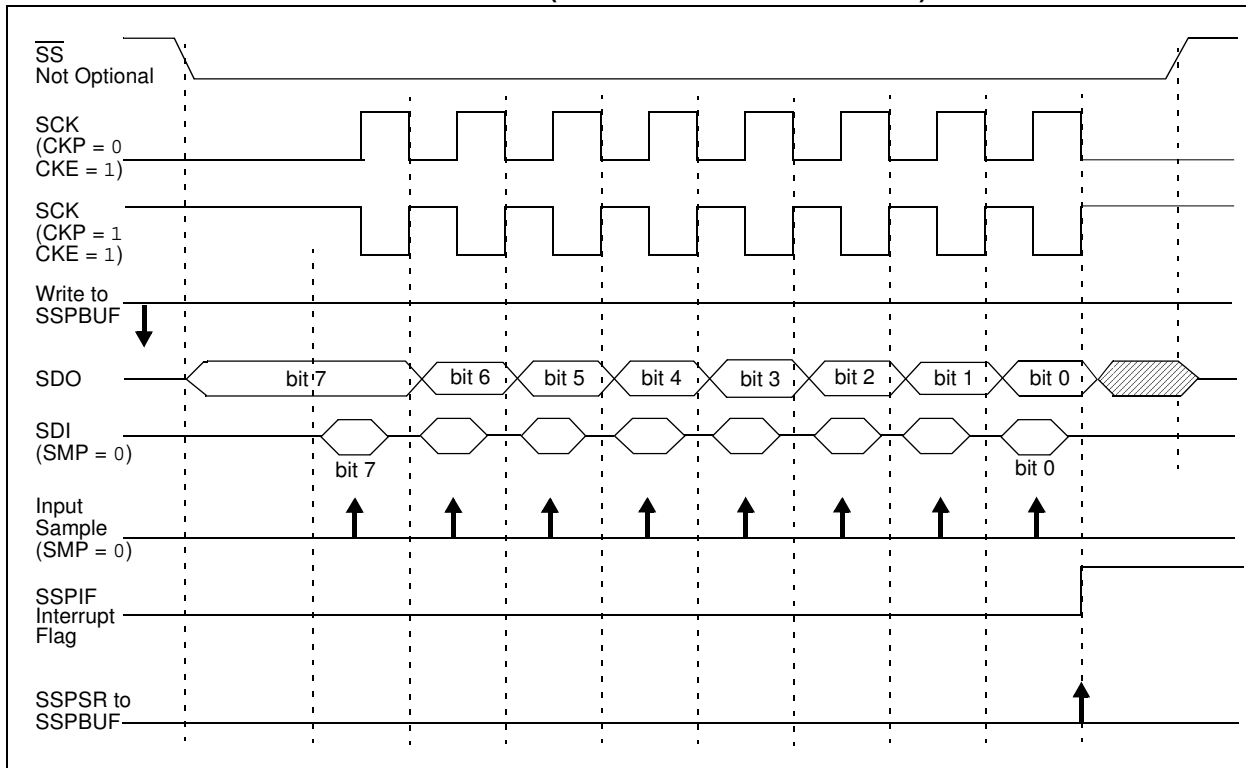 SS
Not Optional
SCK
(CKP = 0
CKE = 1)
SCK
(CKP = 1
CKE = 1)
Write to
SSPBUF
SDO
bit 7
bit 6
bit 5
bit 4
bit 3
bit 2
bit 1
bit 0
SDI
(SMP = 0)
bit 7
bit 0
Input
Sample
(SMP = 0)
SSPIF
Interrupt
Flag
SSPSR to
SSPBUF